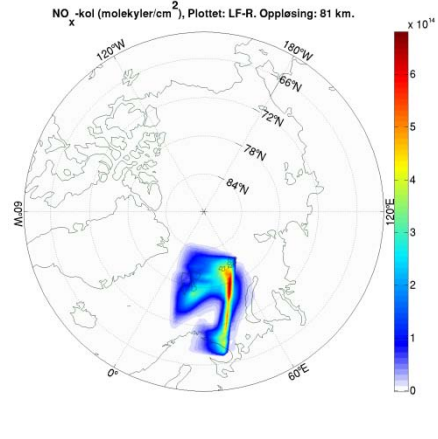 NOx-kol (molekyler/cm2), Plottet: LF-R. Oppløsing: 81 km.
x 10^14
120°W
180°W
66°N
72°N
78°N
84°N
60°W
120°E
0°
60°E
6
5
4
3
2
1
0